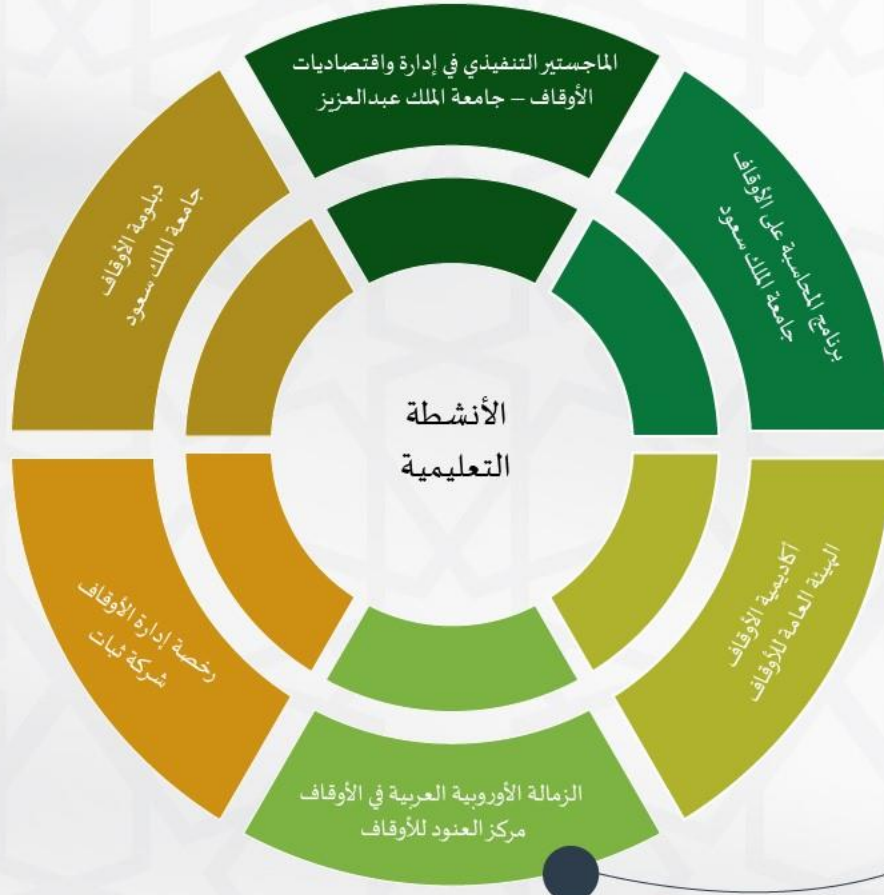 الماجستير التنفيذي في إدارة واقتصاديات
الأوقاف – جامعة الملك عبدالعزيز
برنامج المحاسبة على الأوقاف
جامعة الملك سعود
دبلومة الأوقاف
جامعة الملك سعود
الأنشطة
التعليمية
أكاديمية الأوقاف
الهيئة العامة للأوقاف
رخصة إدارة الأوقاف
شركة ثبات
الزمالة الأوروبية العربية في الأوقاف
مركز العنود للأوقاف